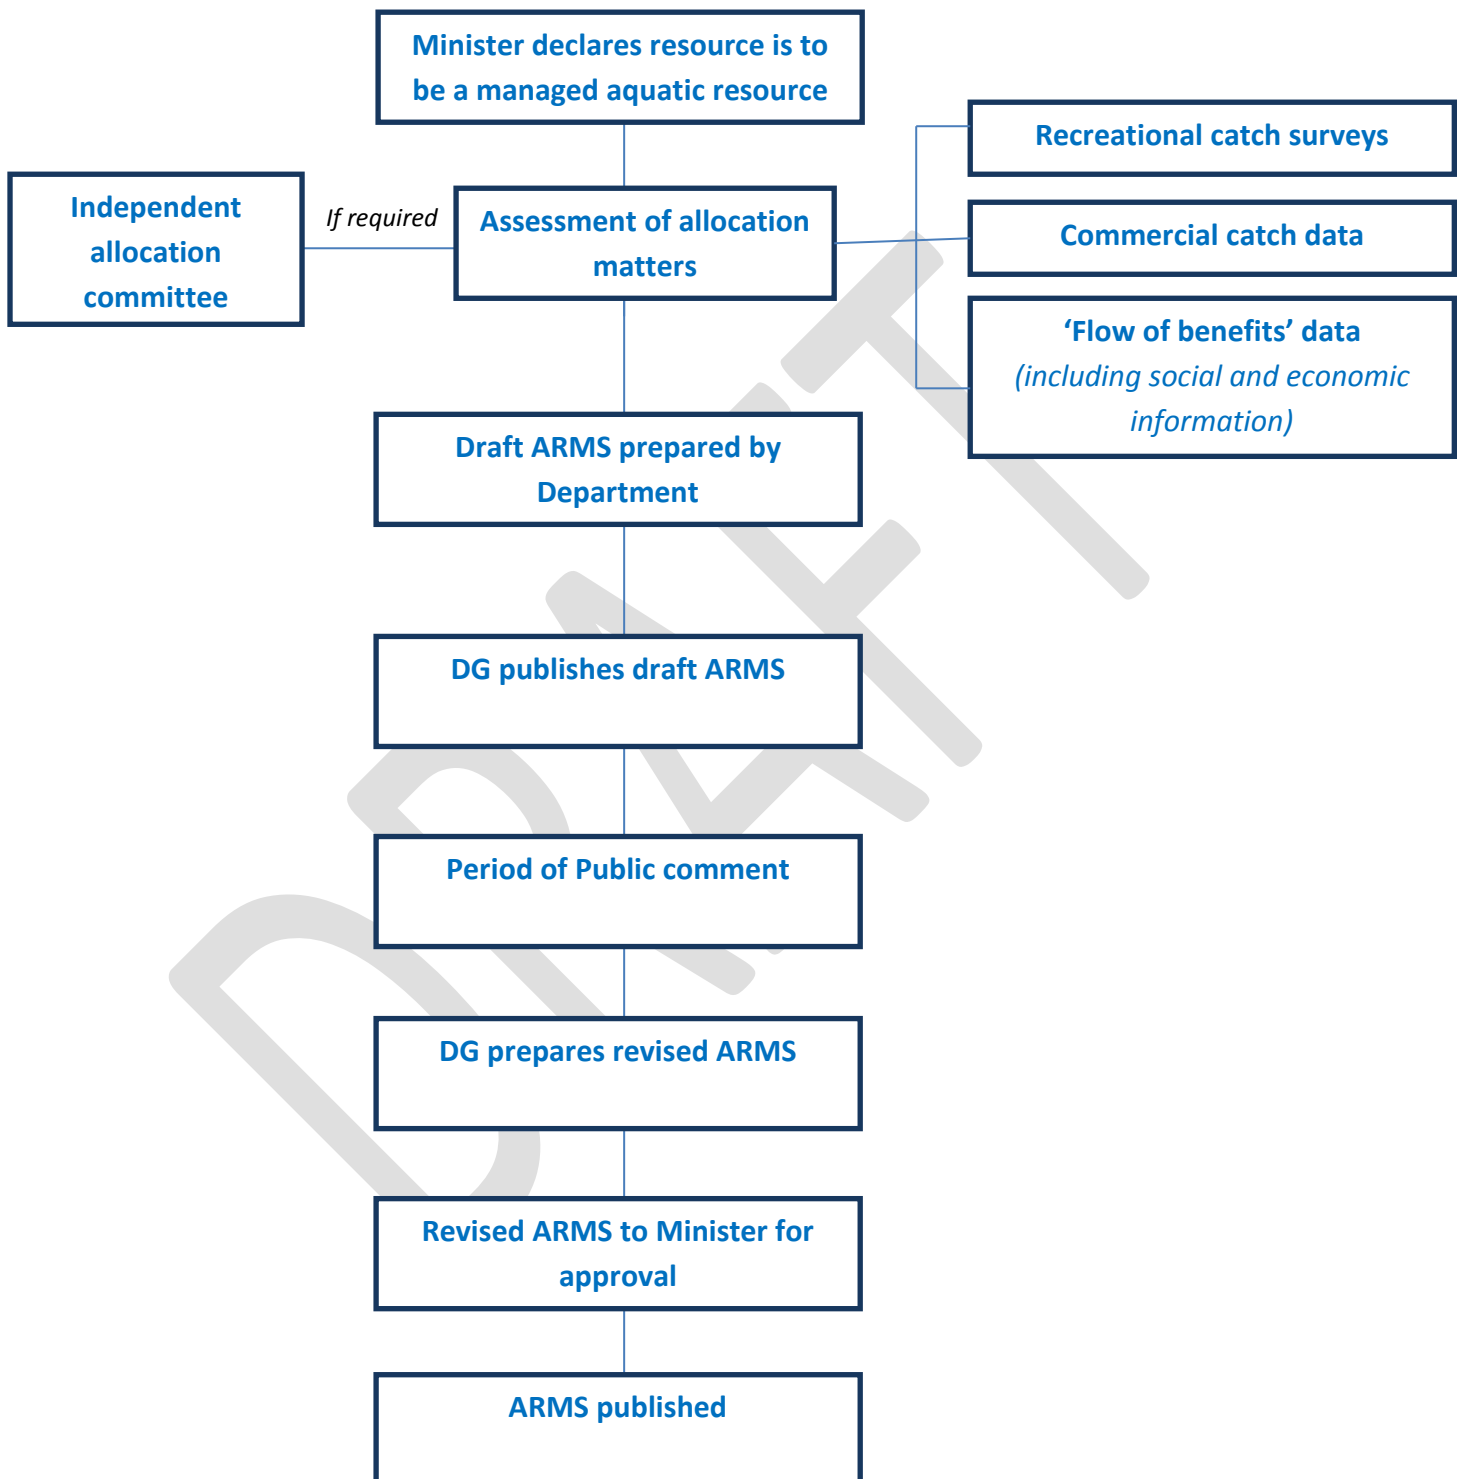 Minister declares resource is to
be a managed aquatic resource
Recreational catch surveys
Independent
allocation
committee
If required
Assessment of allocation
matters
Commercial catch data
‘Flow of benefits’ data
(including social and economic
information)
Draft ARMS prepared by
Department
DG publishes draft ARMS
Period of Public comment
DG prepares revised ARMS
Revised ARMS to Minister for
approval
ARMS published
DRAFT